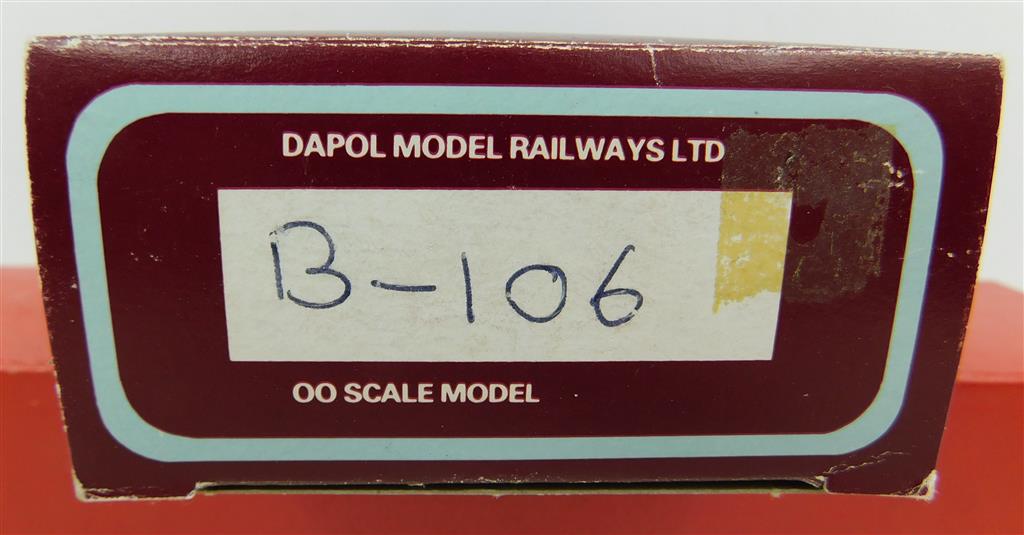 DAPOL MODEL RAILWAYS LTD
B-106
OO SCALE MODEL